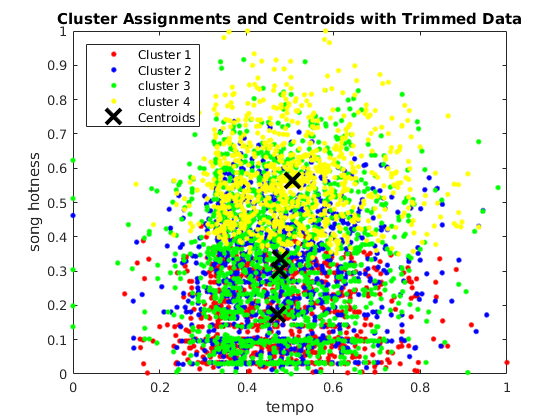 Cluster Assignments and Centroids with Trimmed Data
Cluster 1
Cluster 2
cluster 3
cluster 4
Centroids
song hotness
1
0.9
0.8
0.7
0.6
0.5
0.4
0.3
0.2
0.1
0
0 0.2 0.4 0.6 0.8 1
tempo